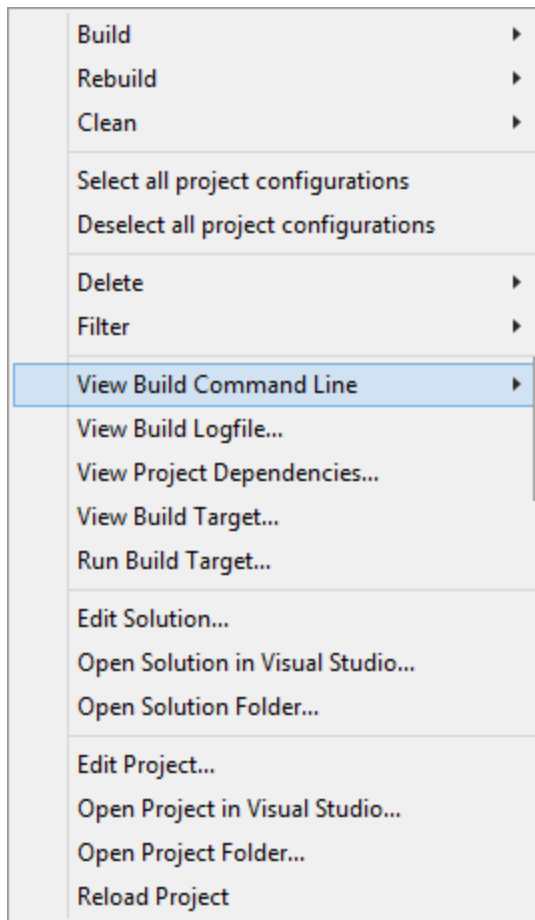 Build
Rebuild
Clean
Select all project configurations
Deselect all project configurations
Delete
Filter
View Build Command Line
View Build Logfile...
View Project Dependencies...
View Build Target...
Run Build Target...
Edit Solution...
Open Solution in Visual Studio...
Open Solution Folder...
Edit Project...
Open Project in Visual Studio...
Open Project Folder...
Reload Project